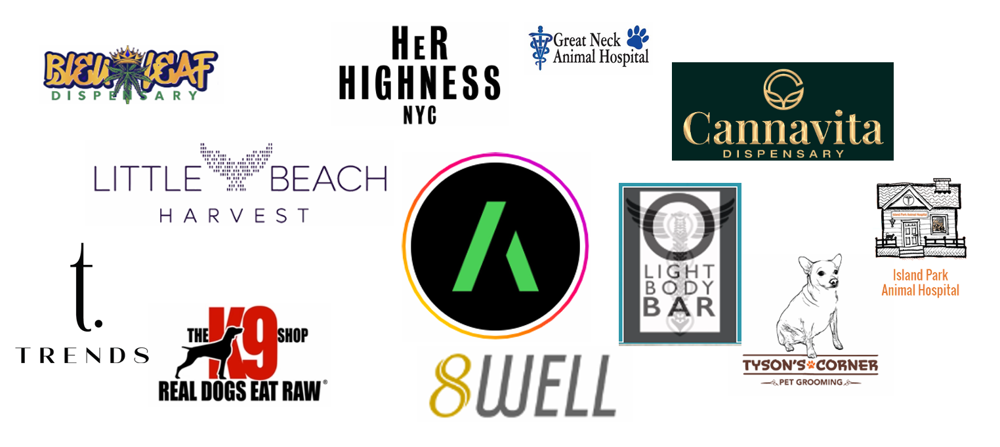 BLEU LEAF
DISPENSARY
HER
HIGHNESS
NYC
Great Neck
Animal Hospital
Cannavita
DISPENSARY
LITTLE BEACH
HARVEST
LIGHT
BODY
BAR
Island Park Animal Hospital
Island Park
Animal Hospital
t.
TRENDS
THE K9 SHOP
REAL DOGS EAT RAW®
8WELL
TYSON'S CORNER
PET GROOMING